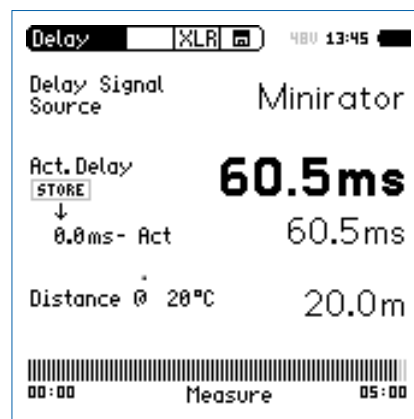 Delay XLR 48V 13:45
Delay Signal
Source
Minirator
Act.Delay
60.5ms
STORE
↓
0.0ms- Act
60.5ms
Distance @ 20°C
20.0m
00:00 Measure 05:00